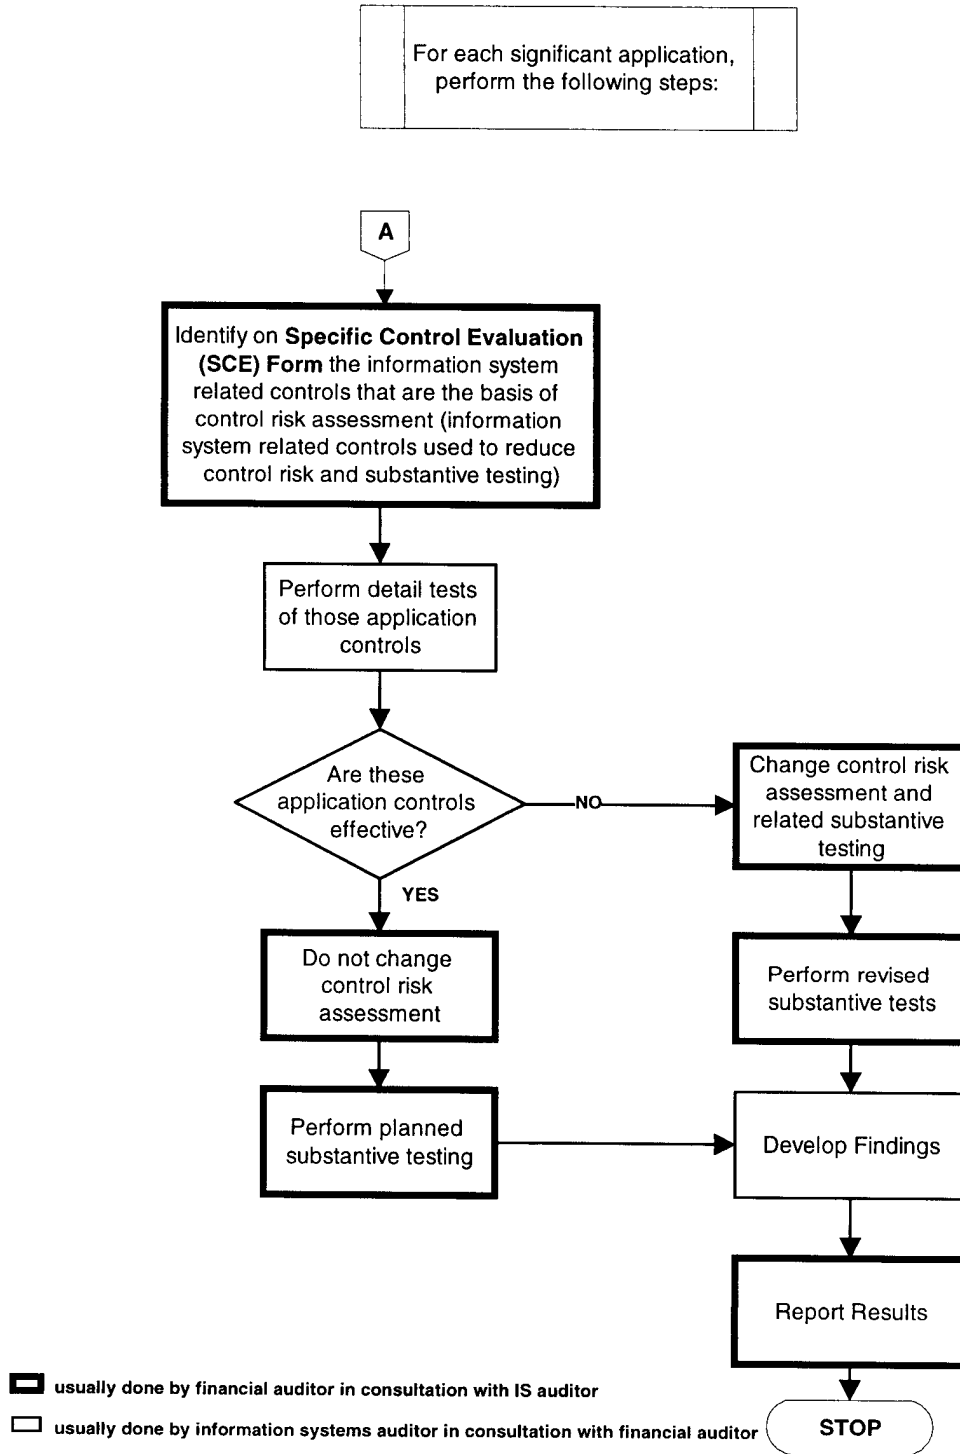 For each significant application,
perform the following steps:
A
Identify on Specific Control Evaluation
(SCE) Form the information system
related controls that are the basis of
control risk assessment (information
system related controls used to reduce
control risk and substantive testing)
Perform detail tests
of those application
controls
Are these
application controls
effective?
NO
Change control risk
assessment and
related substantive
testing
YES
Do not change
control risk
assessment
Perform revised
substantive tests
Perform planned
substantive testing
Develop Findings
Report Results
usually done by financial auditor in consultation with IS auditor
usually done by information systems auditor in consultation with financial auditor
STOP